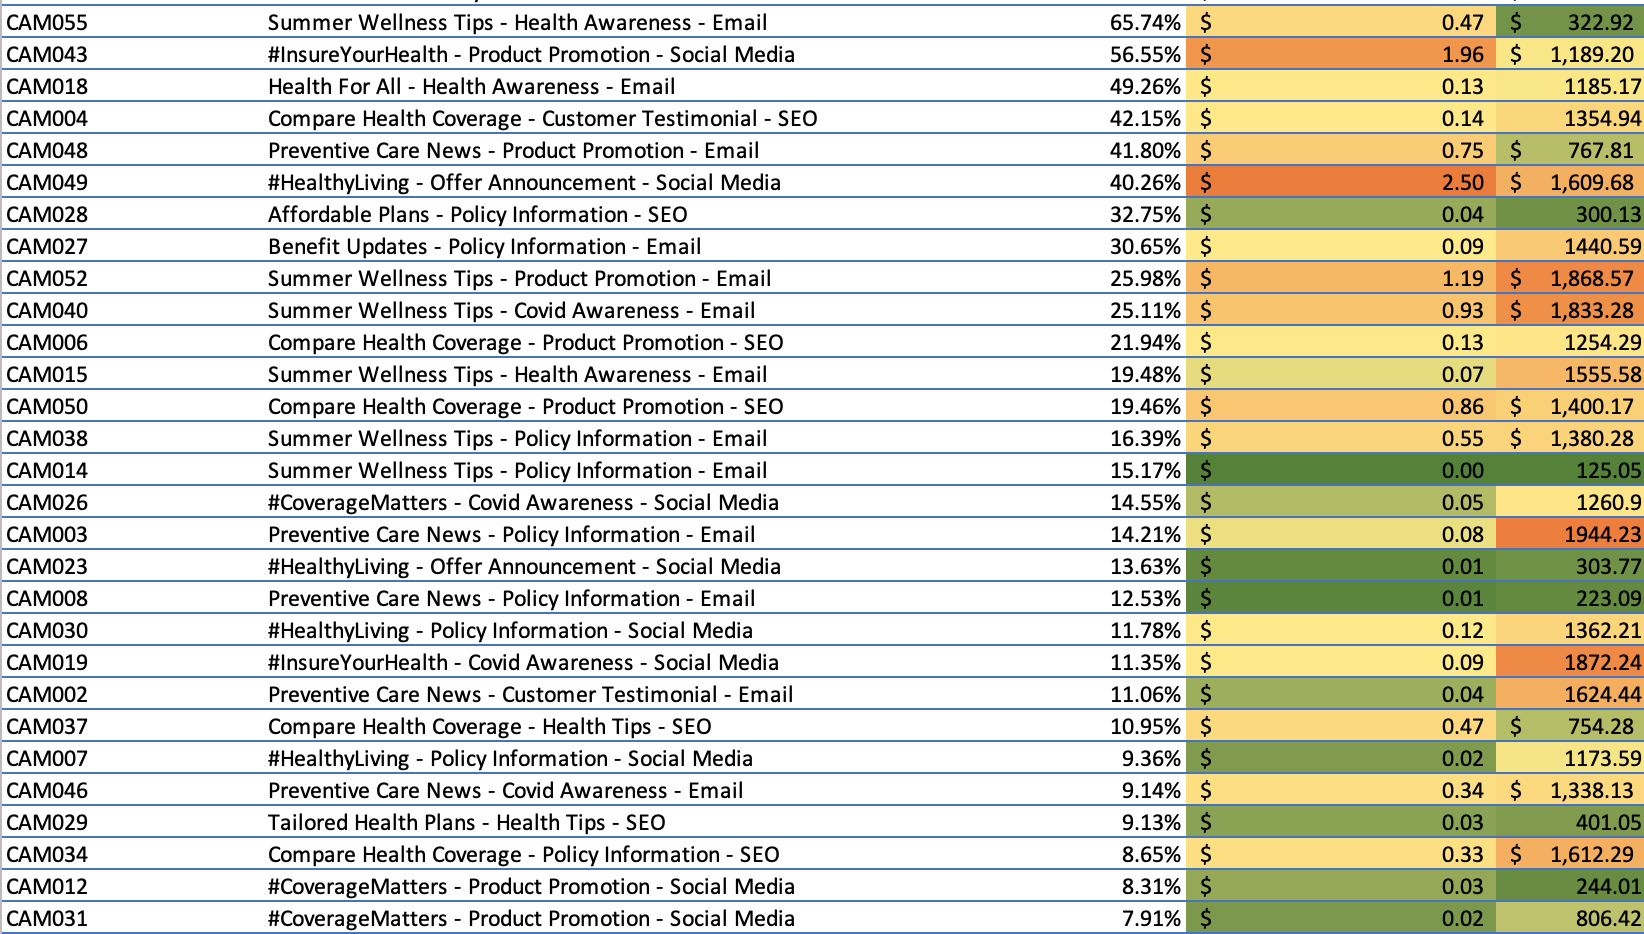 CAM055 Summer Wellness Tips - Health Awareness - Email 65.74% $ 0.47 $ 322.92
CAM043 #InsureYourHealth - Product Promotion - Social Media 56.55% $ 1.96 $ 1,189.20
CAM018 Health For All - Health Awareness - Email 49.26% $ 0.13 1185.17
CAM004 Compare Health Coverage - Customer Testimonial - SEO 42.15% $ 0.14 1354.94
CAM048 Preventive Care News - Product Promotion - Email 41.80% $ 0.75 $ 767.81
CAM049 #HealthyLiving - Offer Announcement - Social Media 40.26% $ 2.50 $ 1,609.68
CAM028 Affordable Plans - Policy Information - SEO 32.75% $ 0.04 300.13
CAM027 Benefit Updates - Policy Information - Email 30.65% $ 0.09 1440.59
CAM052 Summer Wellness Tips - Product Promotion - Email 25.98% $ 1.19 $ 1,868.57
CAM040 Summer Wellness Tips - Covid Awareness - Email 25.11% $ 0.93 $ 1,833.28
CAM006 Compare Health Coverage - Product Promotion - SEO 21.94% $ 0.13 1254.29
CAM015 Summer Wellness Tips - Health Awareness - Email 19.48% $ 0.07 1555.58
CAM050 Compare Health Coverage - Product Promotion - SEO 19.46% $ 0.86 $ 1,400.17
CAM038 Summer Wellness Tips - Policy Information - Email 16.39% $ 0.55 $ 1,380.28
CAM014 Summer Wellness Tips - Policy Information - Email 15.17% $ 0.00 125.05
CAM026 #CoverageMatters - Covid Awareness - Social Media 14.55% $ 0.05 1260.9
CAM003 Preventive Care News - Policy Information - Email 14.21% $ 0.08 1944.23
CAM023 #HealthyLiving - Offer Announcement - Social Media 13.63% $ 0.01 303.77
CAM008 Preventive Care News - Policy Information - Email 12.53% $ 0.01 223.09
CAM030 #HealthyLiving - Policy Information - Social Media 11.78% $ 0.12 1362.21
CAM019 #InsureYourHealth - Covid Awareness - Social Media 11.35% $ 0.09 1872.24
CAM002 Preventive Care News - Customer Testimonial - Email 11.06% $ 0.04 1624.44
CAM037 Compare Health Coverage - Health Tips - SEO 10.95% $ 0.47 $ 754.28
CAM007 #HealthyLiving - Policy Information - Social Media 9.36% $ 0.02 1173.59
CAM046 Preventive Care News - Covid Awareness - Email 9.14% $ 0.34 $ 1,338.13
CAM029 Tailored Health Plans - Health Tips - SEO 9.13% $ 0.03 401.05
CAM034 Compare Health Coverage - Policy Information - SEO 8.65% $ 0.33 $ 1,612.29
CAM012 #CoverageMatters - Product Promotion - Social Media 8.31% $ 0.03 244.01
CAM031 #CoverageMatters - Product Promotion - Social Media 7.91% $ 0.02 806.42